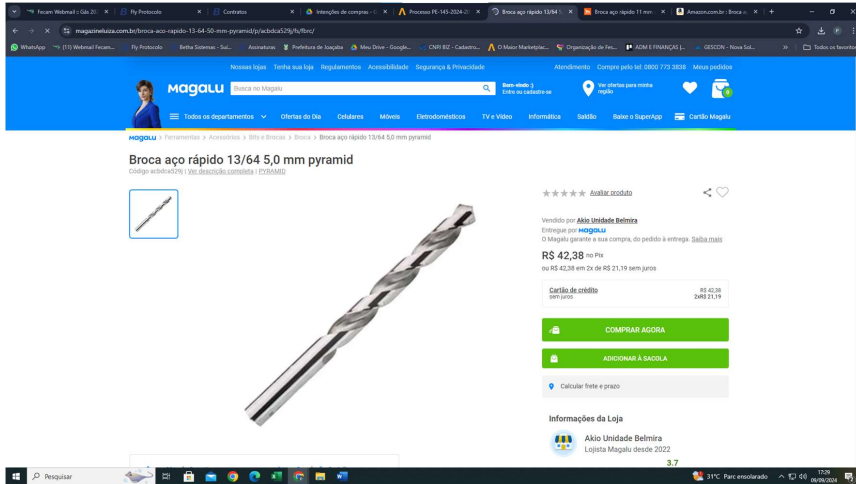 Fecam Webmail :: Gás 20
Fly Protocolo
Contratos
Intenções de compras - E
Processo PE-145-2024-20
Broca aço rápido 13/64 5
Broca aço rápido 11 mm
Amazon.com.br : Broca aç
magazineluiza.com.br/broca-aco-rapido-13-64-50-mm-pyramid/p/acbdca529j/fs/fbrc/
WhatsApp
(11) Webmail Fecam...
Fly Protocolo
Betha Sistemas - Sui...
Assinaturas
Prefeitura de Joaçaba
Meu Drive - Google...
CNPJ BIZ - Cadastro...
O Maior Marketplac...
Organização de Fes...
ADM E FINANÇAS |...
GESCON - Nova Sol...
Todos os favoritos
Nossas lojas Tenha sua loja Regulamentos Acessibilidade Segurança & Privacidade
Atendimento Compre pelo tel: 0800 773 3838 Meus pedidos
Magalu
Busca no Magalu
Bem-vindo :)
Entre ou cadastre-se
Ver ofertas para minha
região
0
Todos os departamentos
Ofertas do Dia
Celulares
Móveis
Eletrodomésticos
TV e Vídeo
Informática
Saldão
Baixe o SuperApp
Cartão Magalu
Magalu > Ferramentas > Acessórios > Bits e Brocas > Broca > Broca aço rápido 13/64 5,0 mm pyramid
Broca aço rápido 13/64 5,0 mm pyramid
Código acbdca529j | Ver descrição completa | PYRAMID
Avaliar produto
Vendido por Akio Unidade Belmira
Entregue por Magalu
O Magalu garante a sua compra, do pedido à entrega. Saiba mais
R$ 42,38 no Pix
ou R$ 42,38 em 2x de R$ 21,19 sem juros
Cartão de crédito
R$ 42,38
sem juros
2xR$ 21,19
COMPRAR AGORA
ADICIONAR À SACOLA
Calcular frete e prazo
Informações da Loja
Akio Unidade Belmira
Lojista Magalu desde 2022
3.7
Pesquisar
31°C Parc ensolarado
17:29
09/09/2024